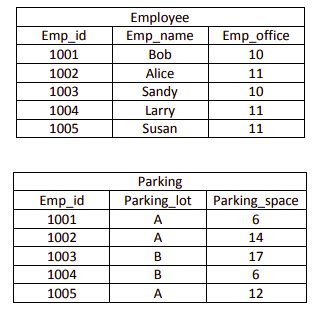 Employee
Emp_id Emp_name Emp_office
1001 Bob 10
1002 Alice 11
1003 Sandy 10
1004 Larry 11
1005 Susan 11
Parking
Emp_id Parking_lot Parking_space
1001 A 6
1002 A 14
1003 B 17
1004 B 6
1005 A 12